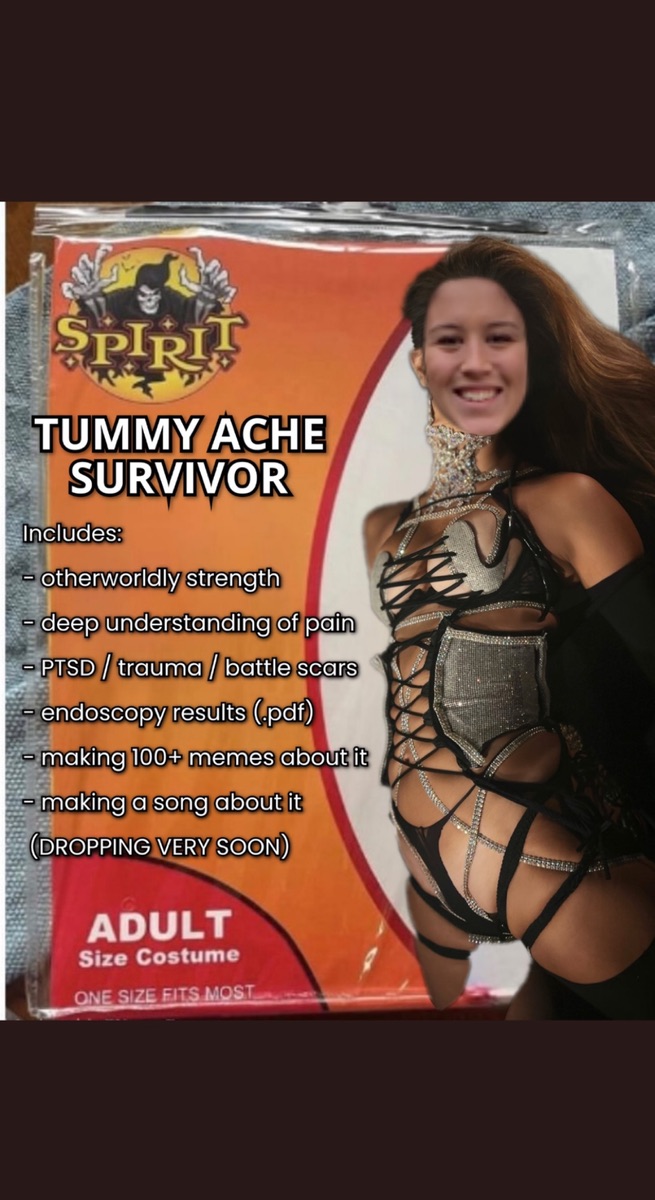 SPIRIT
TUMMY ACHE
SURVIVOR
Includes:
- otherworldly strength
- deep understanding of pain
- PTSD / trauma / battle scars
- endoscopy results (.pdf)
- making 100+ memes about it
- making a song about it
(DROPPING VERY SOON)
ADULT
Size Costume
ONE SIZE FITS MOST